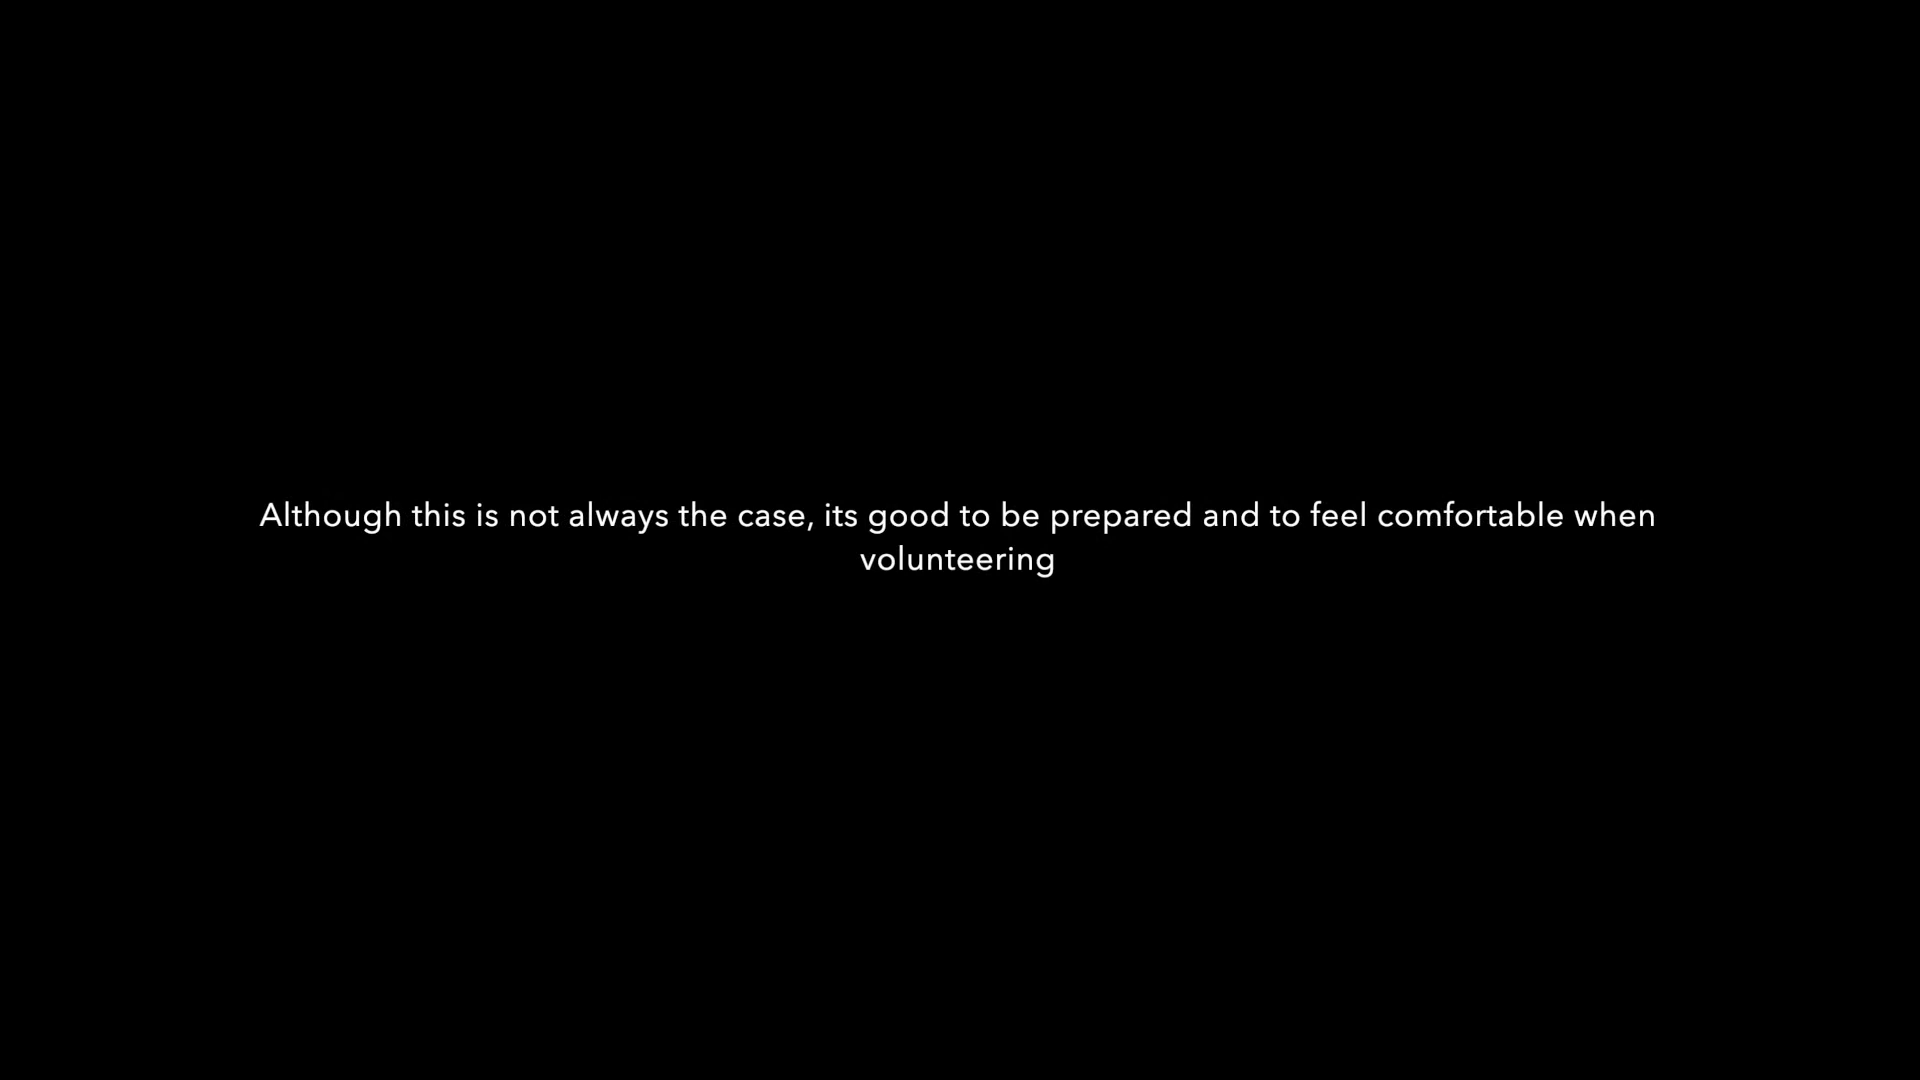 Although this is not always the case, its good to be prepared and to feel comfortable when
volunteering